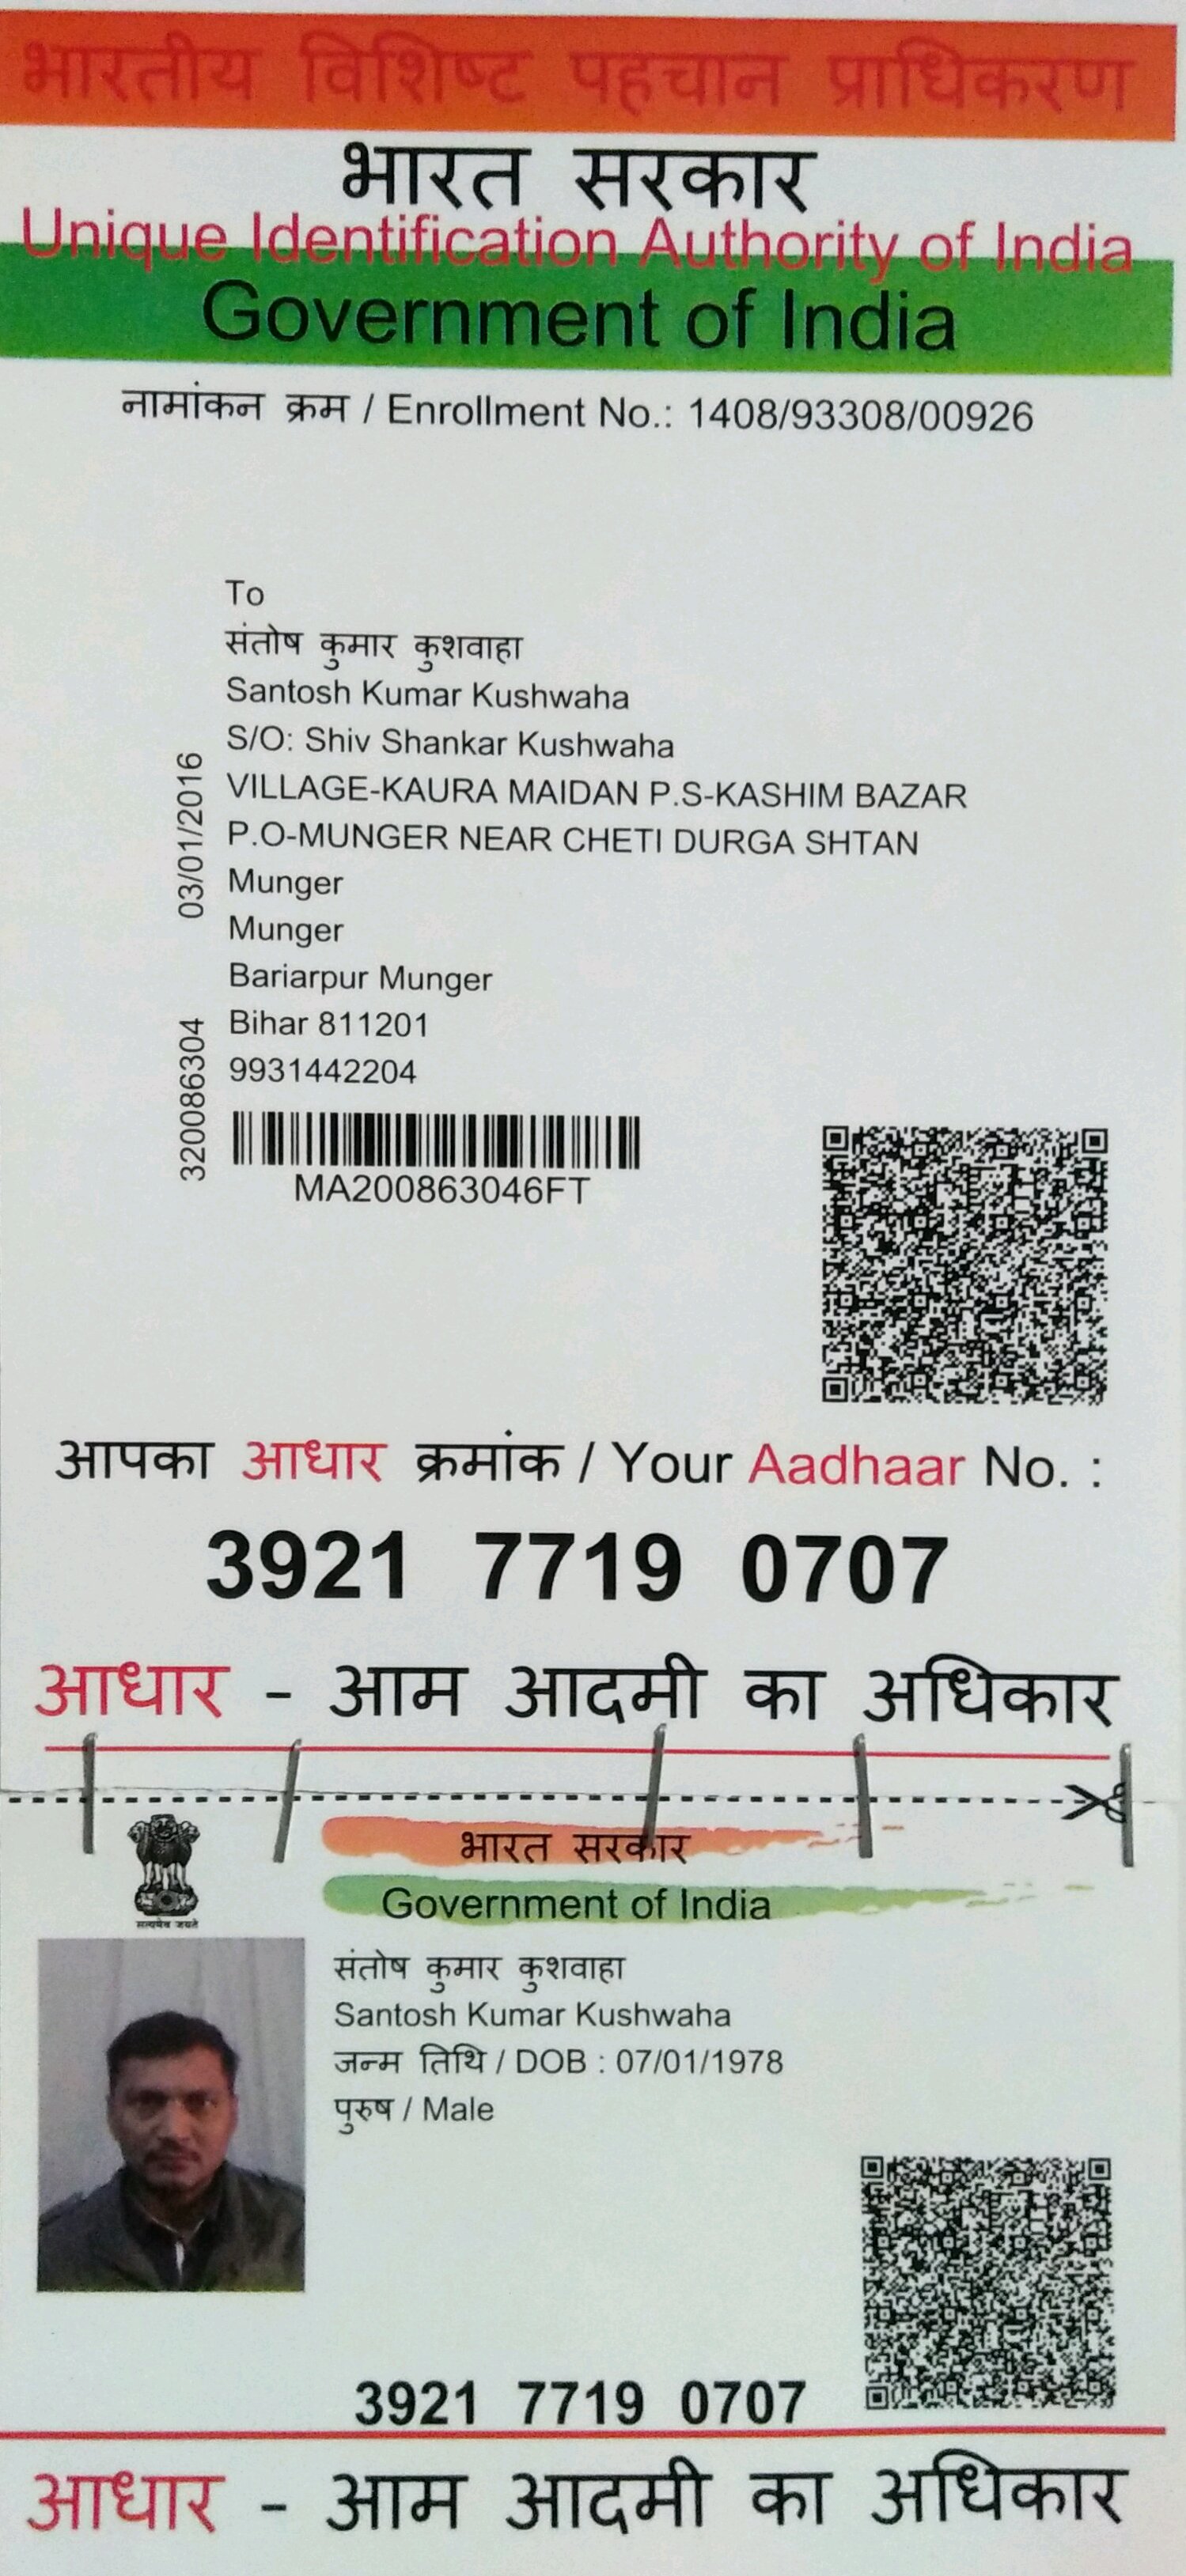 भारतीय विशिष्ट पहचान प्राधिकरण
भारत सरकार
Unique Identification Authority of India
Government of India
नामांकन क्रम / Enrollment No.: 1408/93308/00926
To
संतोष कुमार कुशवाहा
Santosh Kumar Kushwaha
S/O: Shiv Shankar Kushwaha
VILLAGE-KAURA MAIDAN P.S-KASHIM BAZAR
P.O-MUNGER NEAR CHETI DURGA SHTAN
Munger
Munger
Bariarpur Munger
Bihar 811201
9931442204
03/01/2016
320086304
MA200863046FT
आपका आधार क्रमांक / Your Aadhaar No. :
3921 7719 0707
आधार - आम आदमी का अधिकार
सत्यमेव जयते
भारत सरकार
Government of India
संतोष कुमार कुशवाहा
Santosh Kumar Kushwaha
जन्म तिथि / DOB : 07/01/1978
पुरुष / Male
3921 7719 0707
आधार - आम आदमी का अधिकार